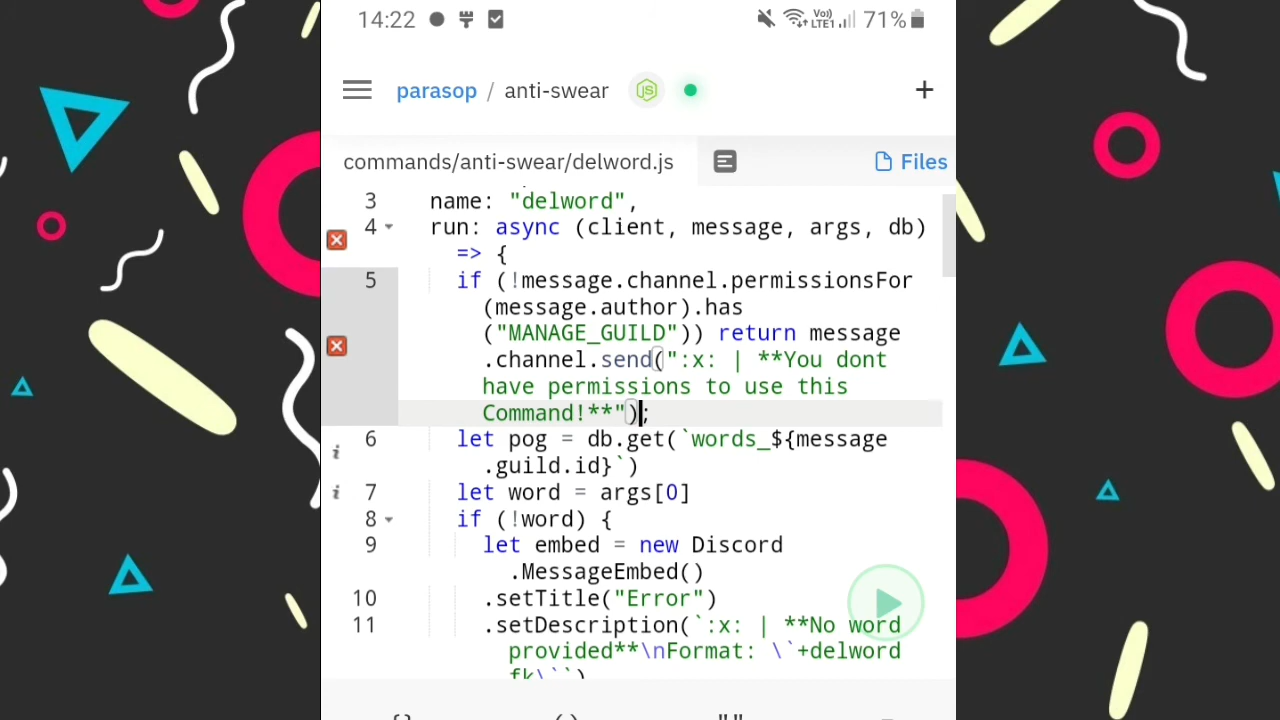 14:22 Vo) LTE1 71%
parasop / anti-swear JS +
commands/anti-swear/delword.js Files
3 name: "delword",
4 run: async (client, message, args, db)
=> {
5 if (!message.channel.permissionsFor
(message.author).has
("MANAGE_GUILD")) return message
.channel.send(":x: | **You dont
have permissions to use this
Command!**");
6 let pog = db.get(`words_${message
.guild.id}`)
i
7 let word = args[0]
i
8 if (!word) {
9 let embed = new Discord
.MessageEmbed()
10 .setTitle("Error")
11 .setDescription(`:x: | **No word
provided**\nFormat: \`+delword
fk\``)
{} () ""